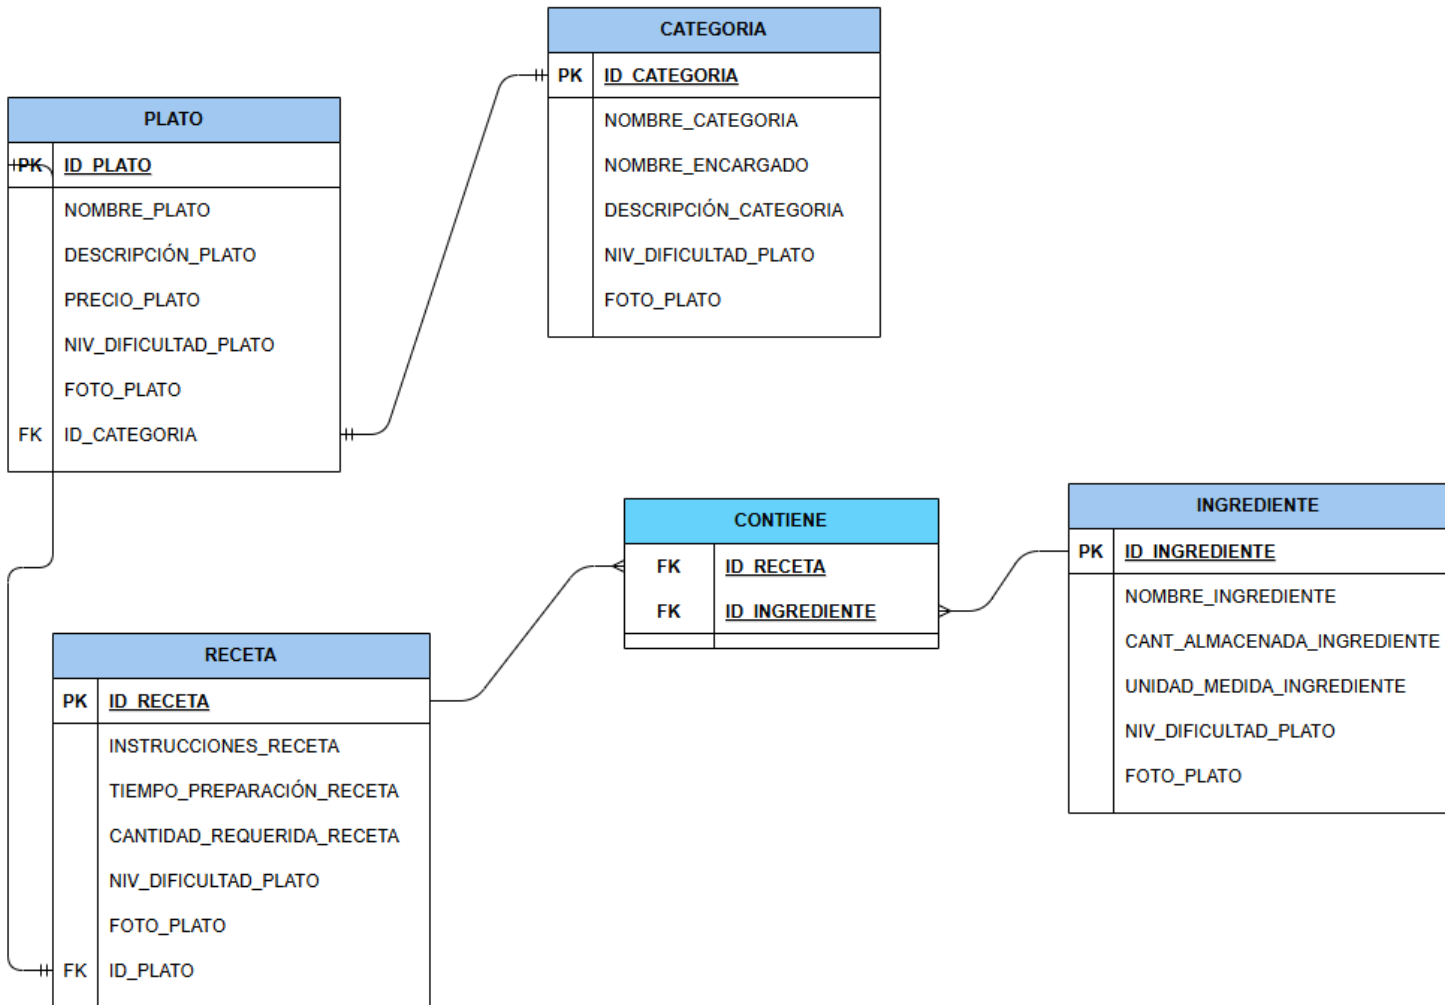 CATEGORIA
PK ID_CATEGORIA
NOMBRE_CATEGORIA
NOMBRE_ENCARGADO
DESCRIPCIÓN_CATEGORIA
NIV_DIFICULTAD_PLATO
FOTO_PLATO
PLATO
PK ID_PLATO
NOMBRE_PLATO
DESCRIPCIÓN_PLATO
PRECIO_PLATO
NIV_DIFICULTAD_PLATO
FOTO_PLATO
FK ID_CATEGORIA
CONTIENE
FK ID_RECETA
FK ID_INGREDIENTE
INGREDIENTE
PK ID_INGREDIENTE
NOMBRE_INGREDIENTE
CANT_ALMACENADA_INGREDIENTE
UNIDAD_MEDIDA_INGREDIENTE
NIV_DIFICULTAD_PLATO
FOTO_PLATO
RECETA
PK ID_RECETA
INSTRUCCIONES_RECETA
TIEMPO_PREPARACIÓN_RECETA
CANTIDAD_REQUERIDA_RECETA
NIV_DIFICULTAD_PLATO
FOTO_PLATO
FK ID_PLATO